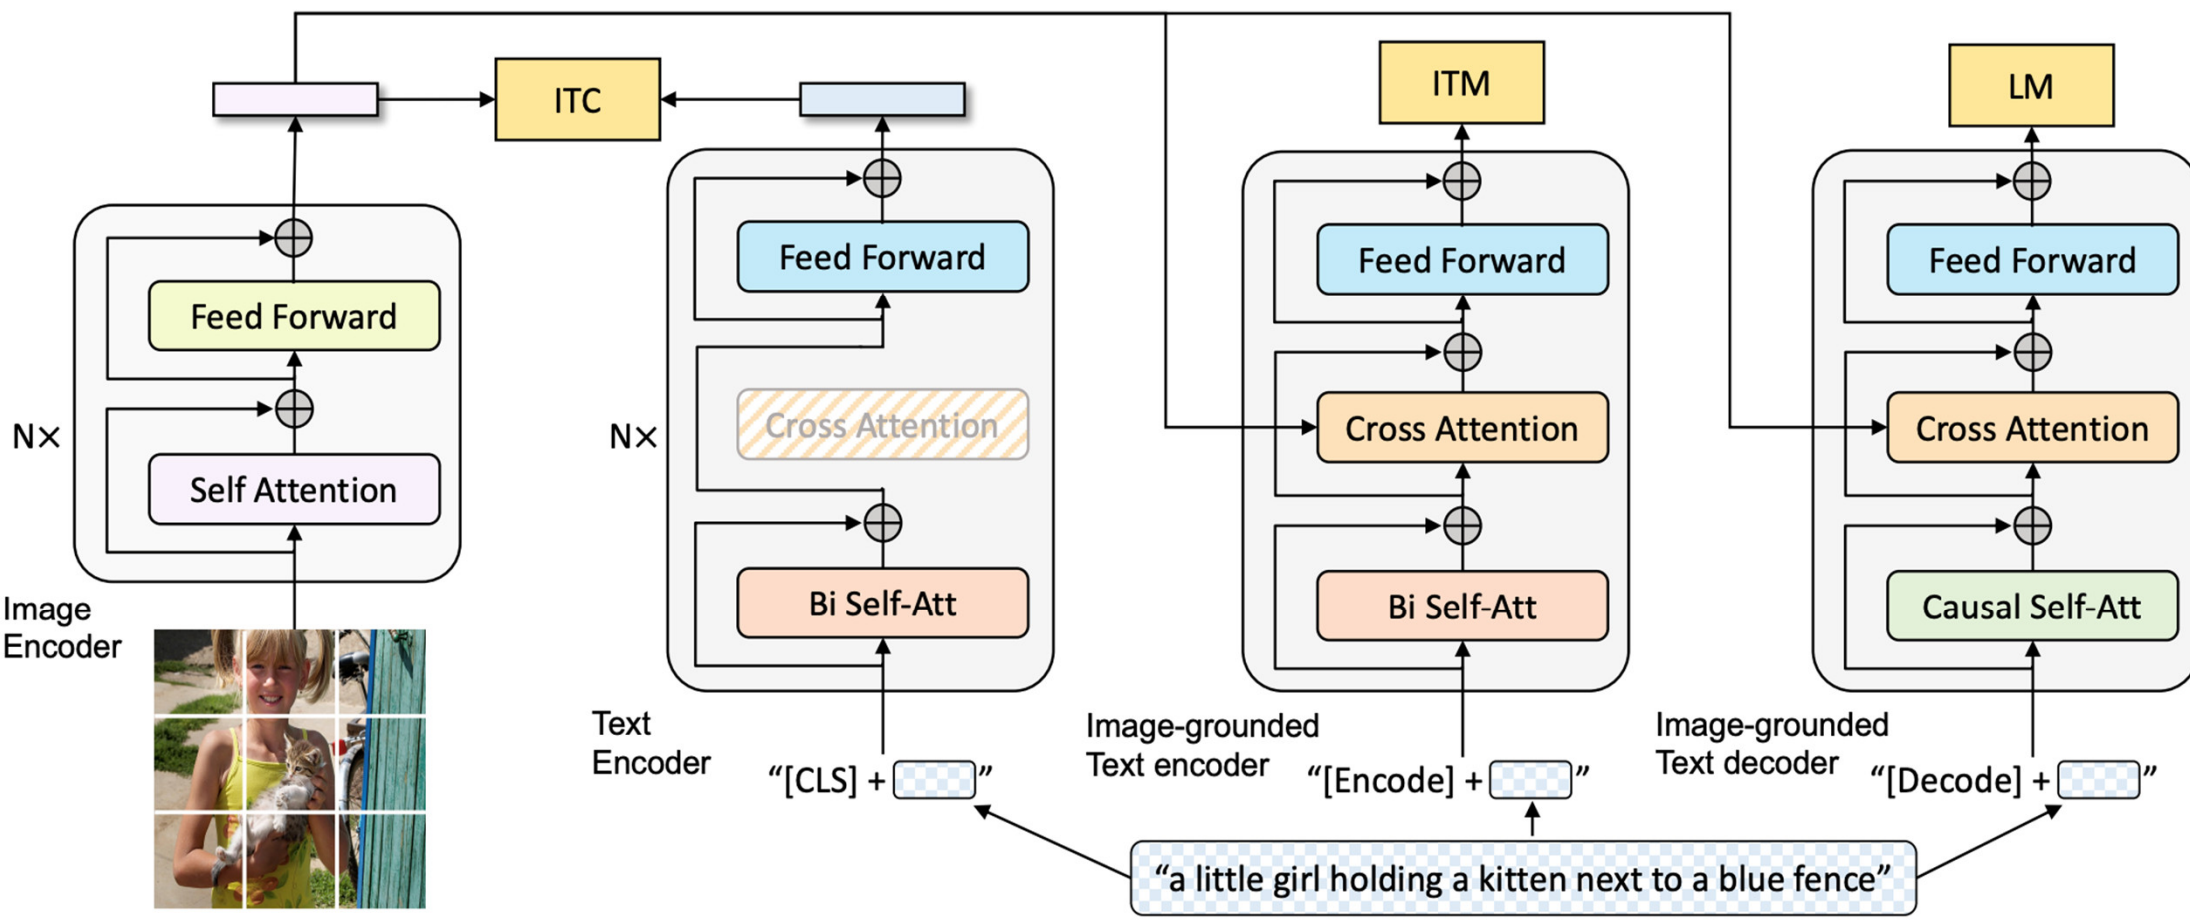 ITC
ITM
LM
Feed Forward
Self Attention
N×
Image
Encoder
Feed Forward
Cross Attention
Bi Self-Att
N×
Text
Encoder
“[CLS] + ”
Feed Forward
Cross Attention
Bi Self-Att
Image-grounded
Text encoder
“[Encode] + ”
Feed Forward
Cross Attention
Causal Self-Att
Image-grounded
Text decoder
“[Decode] + ”
“a little girl holding a kitten next to a blue fence”